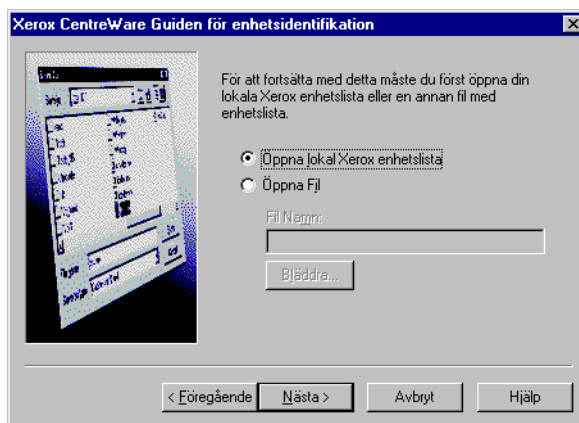 Xerox CentreWare Guiden för enhetsidentifikation
För att fortsätta med detta måste du först öppna din
lokala Xerox enhetslista eller en annan fil med
enhetslista.
Öppna lokal Xerox enhetslista
Öppna Fil
Fil Namn:
Bläddra...
< Föregående Nästa > Avbryt Hjälp